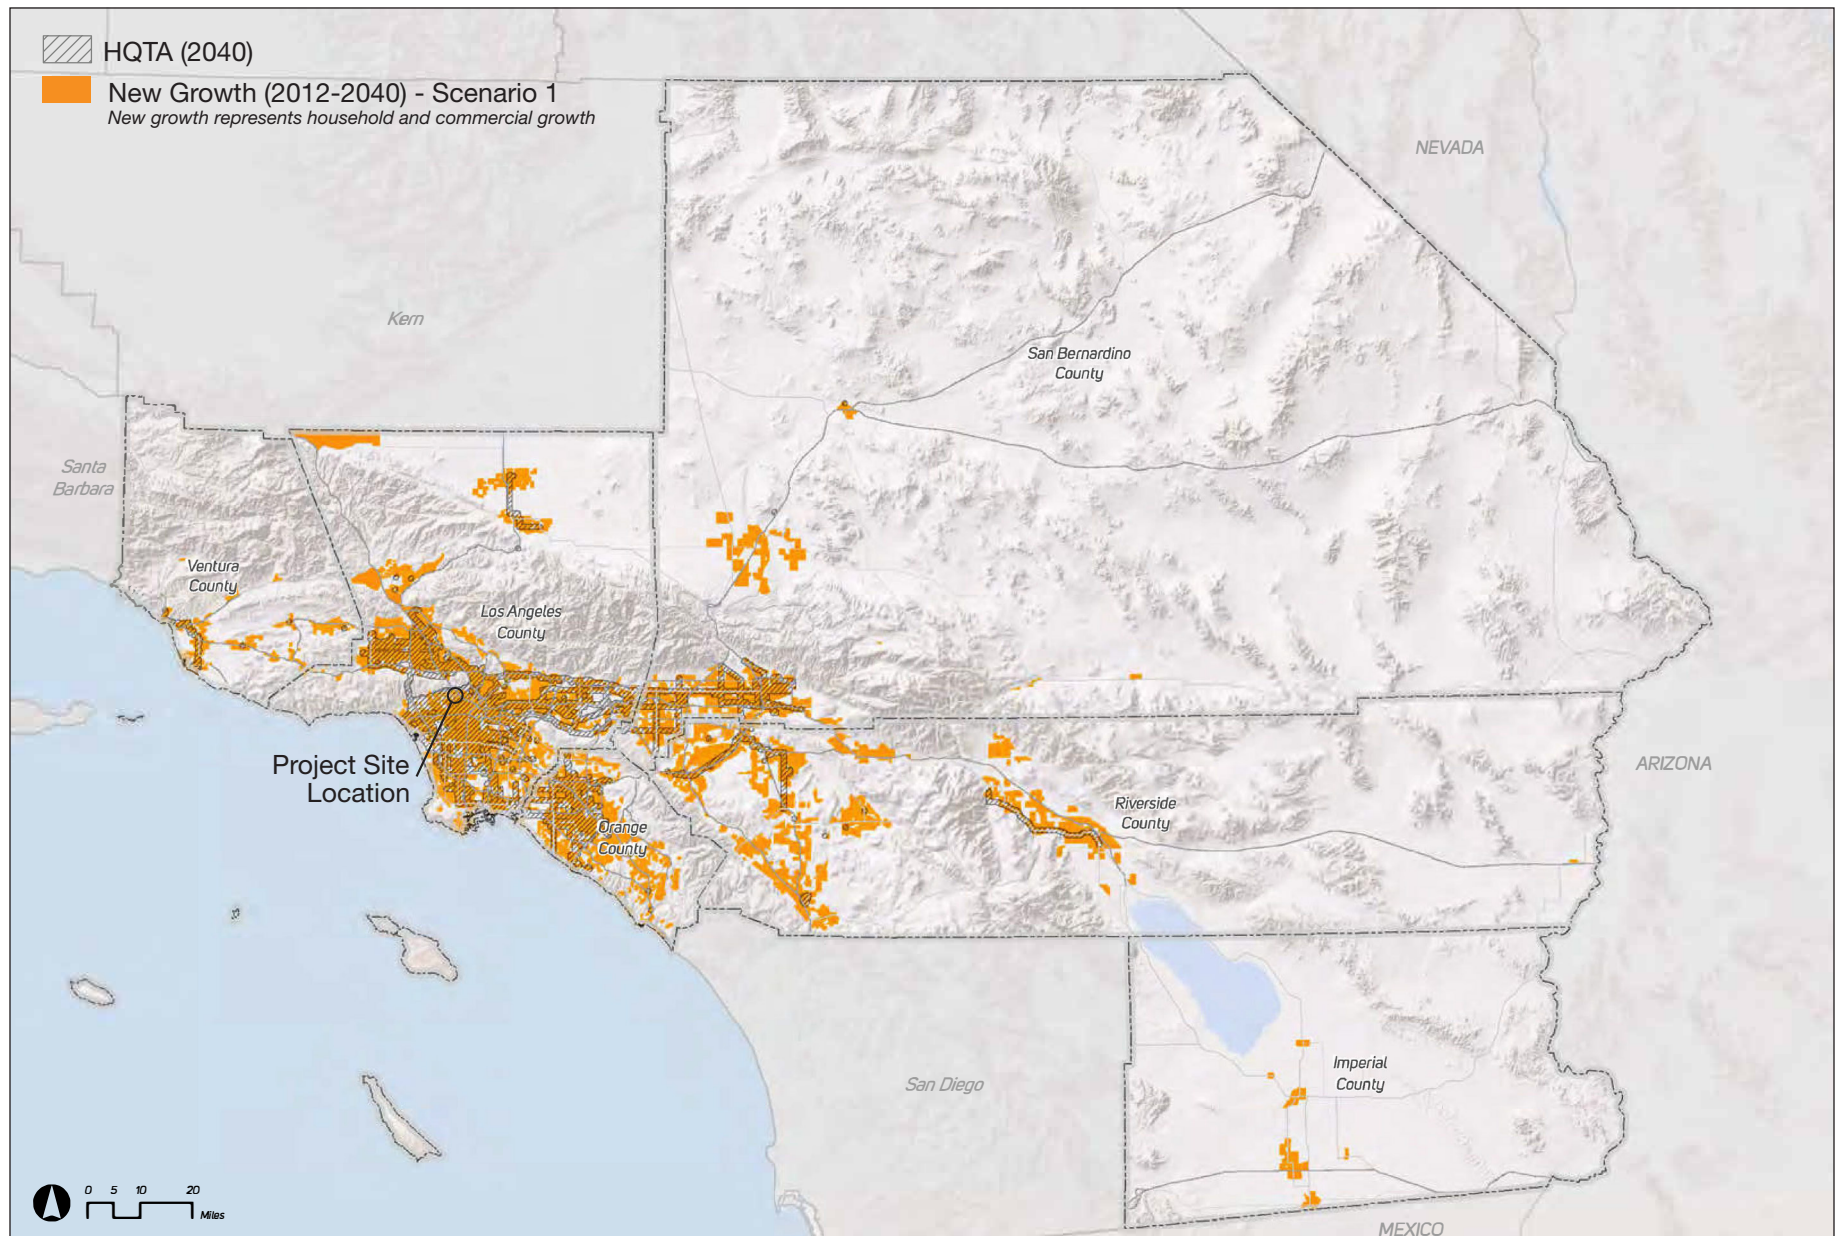 HQTA (2040)
New Growth (2012-2040) - Scenario 1
New growth represents household and commercial growth
NEVADA
Kern
San Bernardino
County
Santa
Barbara
Ventura
County
Los Angeles
County
Project Site
Location
ARIZONA
Riverside
County
Orange
County
San Diego
Imperial
County
0 5 10 20
Miles
MEXICO